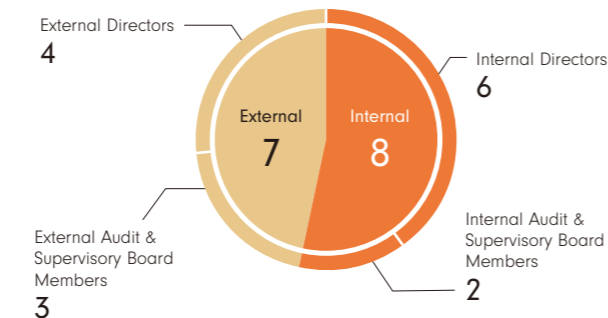 External Directors
4
Internal Directors
6
External
7
Internal
8
External Audit &
Supervisory Board
Members
3
Internal Audit &
Supervisory Board
Members
2